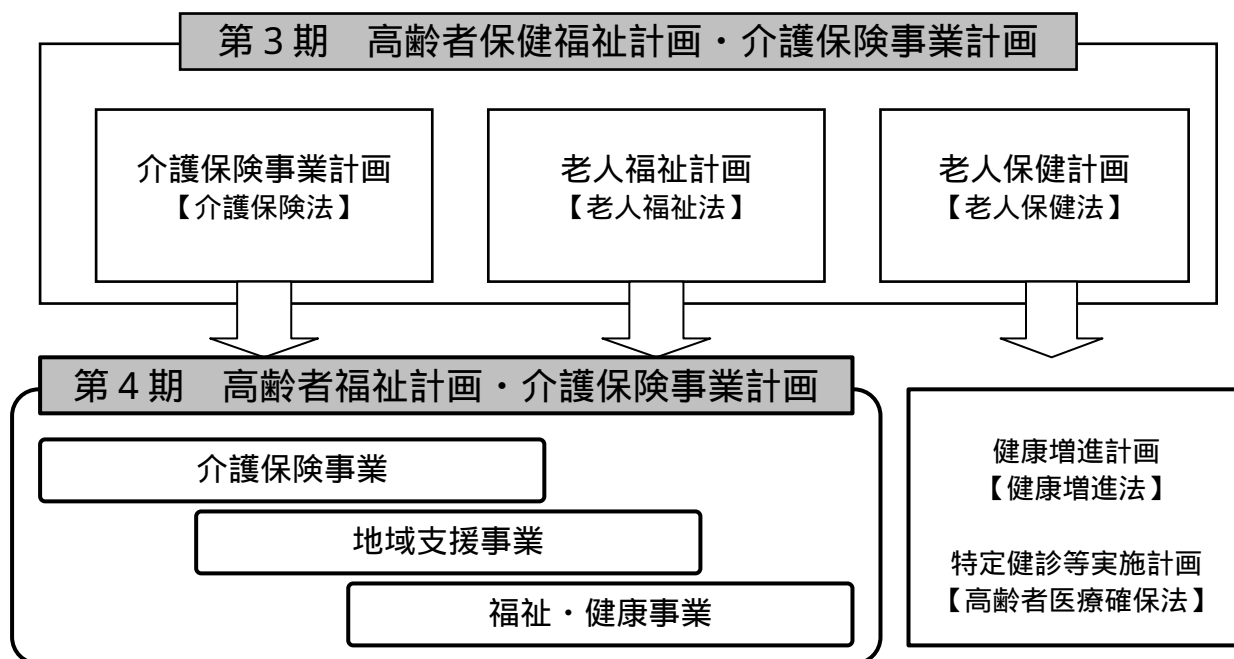 第３期　高齢者保健福祉計画・介護保険事業計画
介護保険事業計画
【介護保険法】
老人福祉計画
【老人福祉法】
老人保健計画
【老人保健法】
第４期　高齢者福祉計画・介護保険事業計画
介護保険事業
地域支援事業
福祉・健康事業
健康増進計画
【健康増進法】
特定健診等実施計画
【高齢者医療確保法】